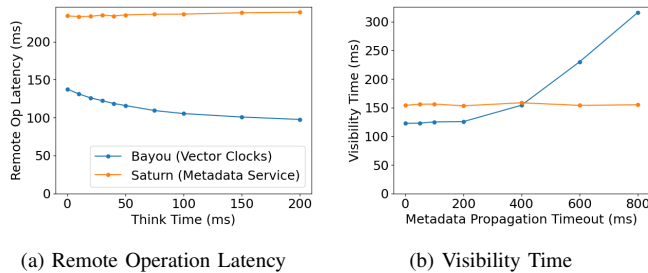 Remote Op Latency (ms)
200
150
100
50
0
0 50 100 150 200
Think Time (ms)
Bayou (Vector Clocks)
Saturn (Metadata Service)
(a) Remote Operation Latency
Visibility Time (ms)
300
250
200
150
100
50
0
0 200 400 600 800
Metadata Propagation Timeout (ms)
(b) Visibility Time